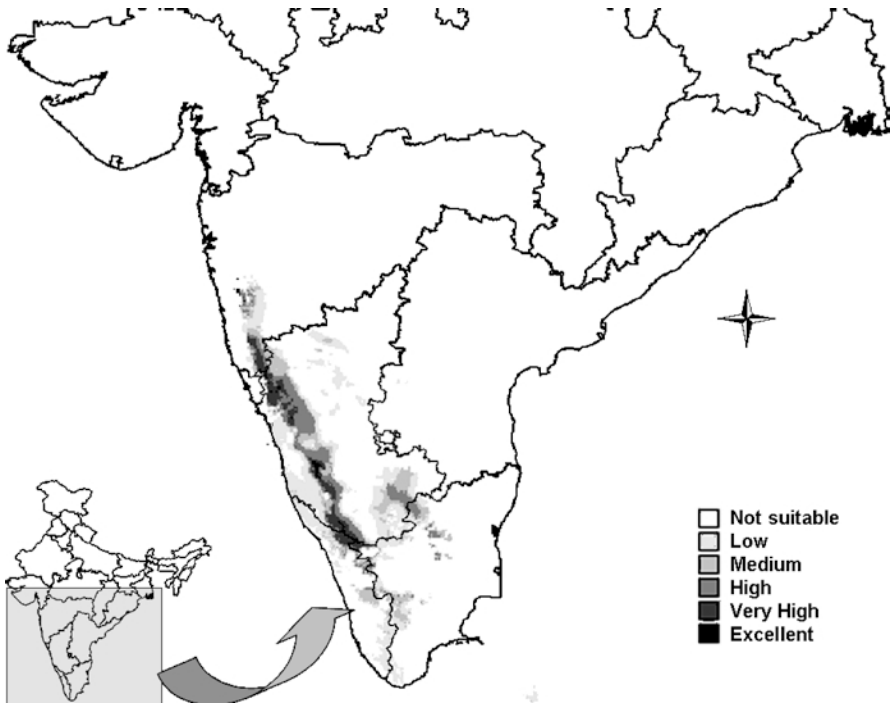 Not suitable
Low
Medium
High
Very High
Excellent